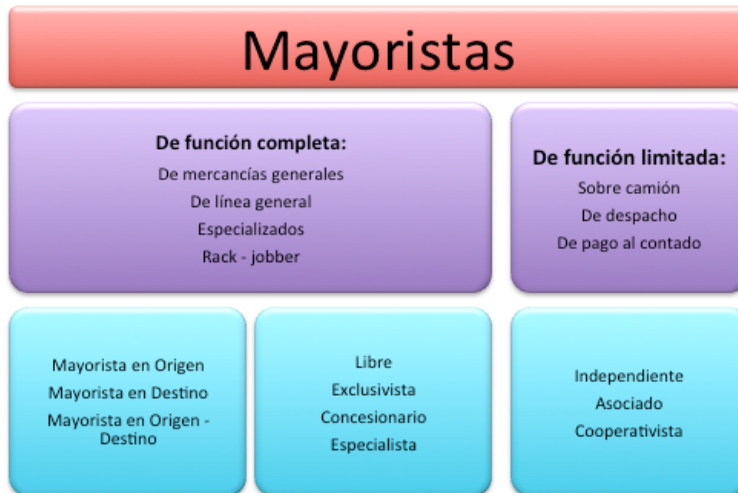 Mayoristas
De función completa:
De mercancías generales
De línea general
Especializados
Rack - jobber
De función limitada:
Sobre camión
De despacho
De pago al contado
Mayorista en Origen
Mayorista en Destino
Mayorista en Origen -
Destino
Libre
Exclusivista
Concesionario
Especialista
Independiente
Asociado
Cooperativista